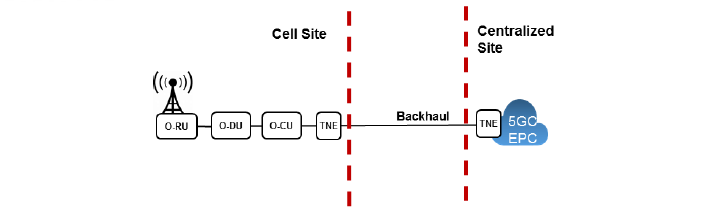 Cell Site
Centralized
Site
Backhaul
O-RU
O-DU
O-CU
TNE
TNE
5GC
EPC